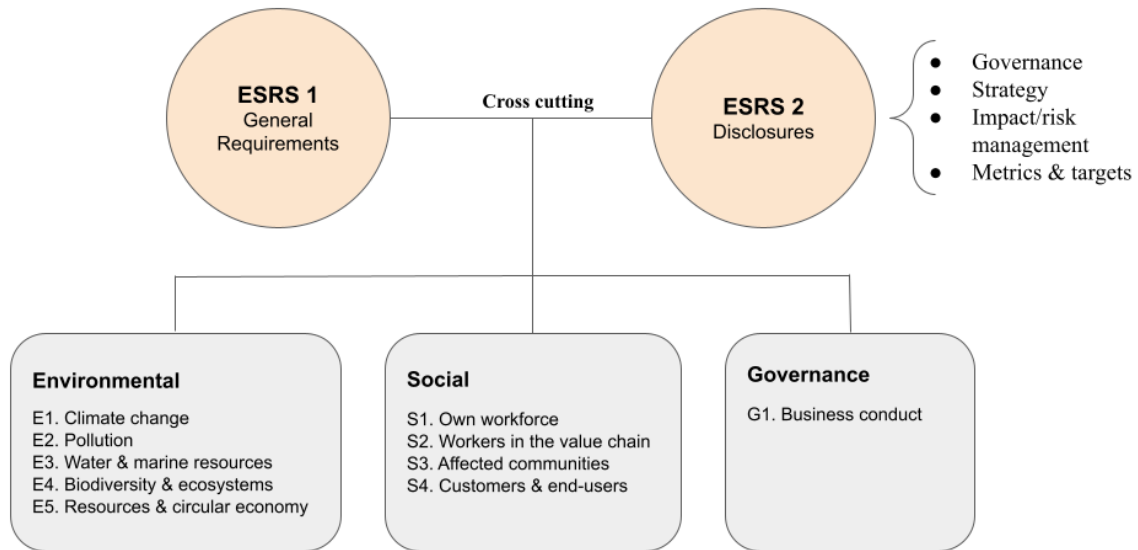 ESRS 1
General
Requirements
Cross cutting
ESRS 2
Disclosures
● Governance
● Strategy
● Impact/risk
management
● Metrics & targets
Environmental
E1. Climate change
E2. Pollution
E3. Water & marine resources
E4. Biodiversity & ecosystems
E5. Resources & circular economy
Social
S1. Own workforce
S2. Workers in the value chain
S3. Affected communities
S4. Customers & end-users
Governance
G1. Business conduct